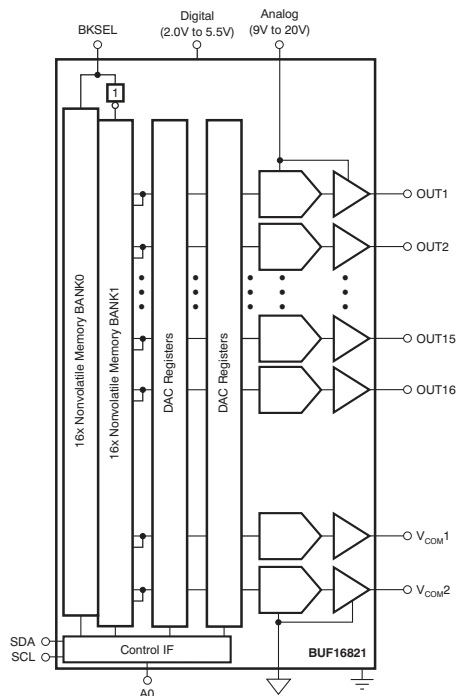 BKSEL
Digital
(2.0V to 5.5V)
Analog
(9V to 20V)
1
16x Nonvolatile Memory BANK0
16x Nonvolatile Memory BANK1
DAC Registers
DAC Registers
OUT1
OUT2
OUT15
OUT16
VCOM1
VCOM2
SDA
SCL
Control IF
BUF16821
A0